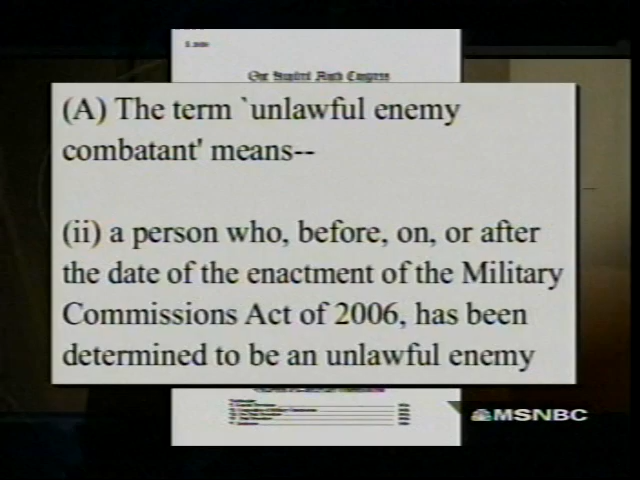 S. 3930
One Hundred Ninth Congress
(A) The term `unlawful enemy
combatant' means--
(ii) a person who, before, on, or after
the date of the enactment of the Military
Commissions Act of 2006, has been
determined to be an unlawful enemy
MSNBC